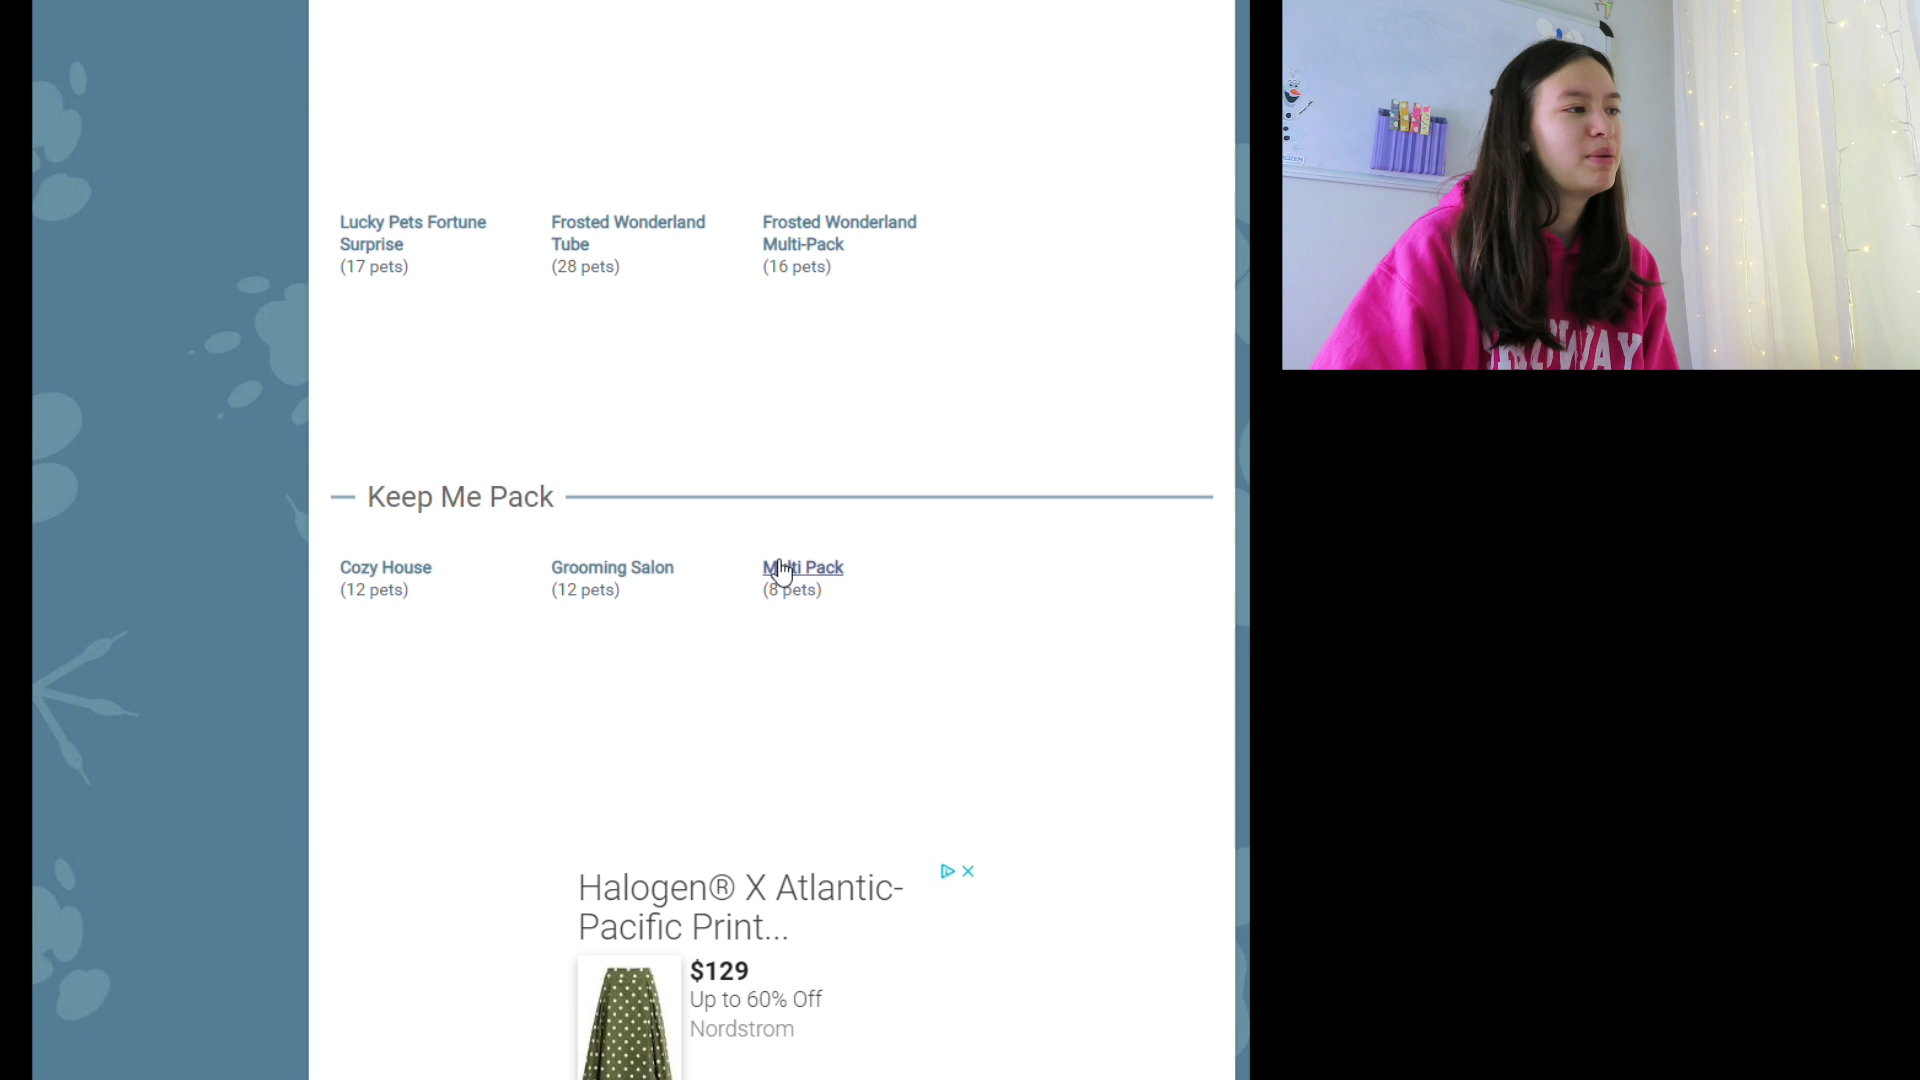 Lucky Pets Fortune
Surprise
(17 pets)
Frosted Wonderland
Tube
(28 pets)
Frosted Wonderland
Multi-Pack
(16 pets)
Keep Me Pack
Cozy House
(12 pets)
Grooming Salon
(12 pets)
Multi Pack
(8 pets)
Halogen® X Atlantic-
Pacific Print...
$129
Up to 60% Off
Nordstrom